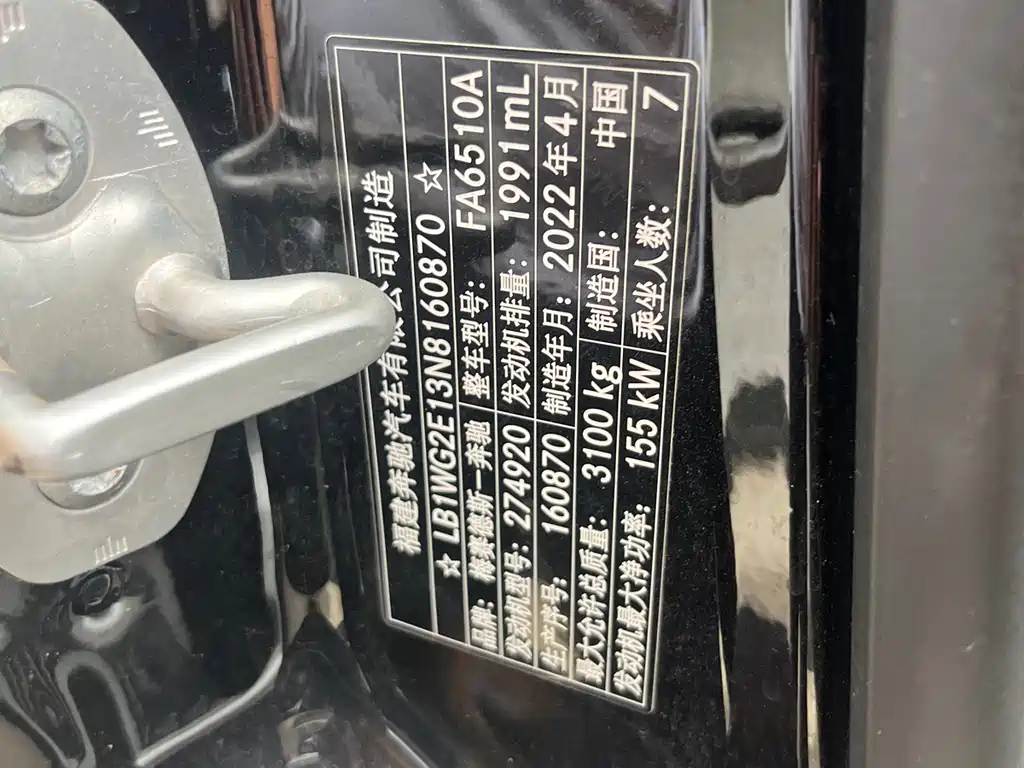 福建奔驰汽车有限公司制造
☆ LB1WG2E13N8160870 ☆
品牌: 梅赛德斯-奔驰 整车型号: FA6510A
发动机型号: 274920 发动机排量: 1991 mL
生产序号: 160870 制造年月: 2022 年 4 月
最大允许总质量: 3100 kg 制造国: 中国
发动机最大净功率: 155 kW 乘坐人数: 7